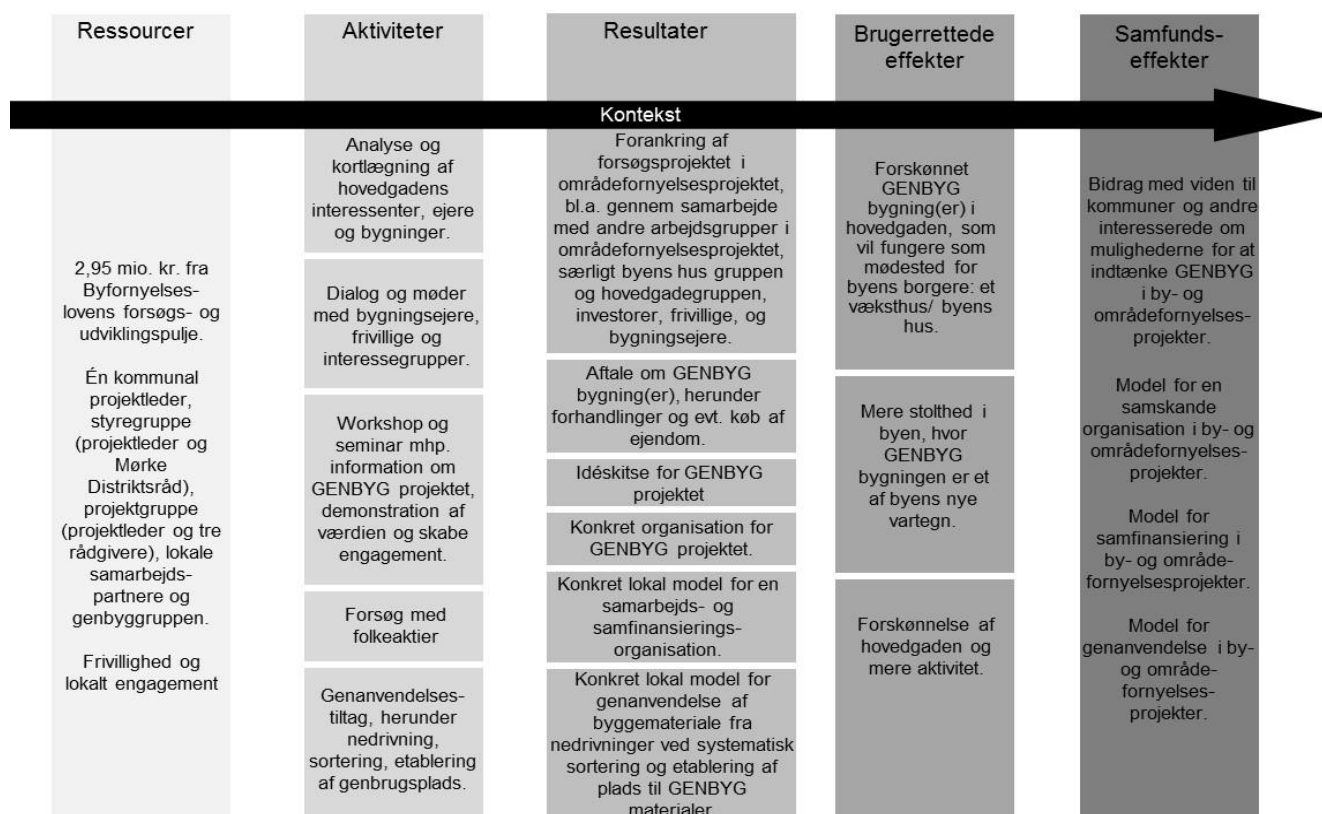 Ressourcer
2,95 mio. kr. fra
Byfornyelses-
lovens forsøgs- og
udviklingspulje.
Én kommunal
projektleder,
styregruppe
(projektleder og
Mørke
Distriktsråd),
projektgruppe
(projektleder og tre
rådgivere), lokale
samarbejds-
partnere og
genbyggruppen.
Frivillighed og
lokalt engagement
Aktiviteter
Analyse og
kortlægning af
hovedgadens
interessenter, ejere
og bygninger.
Dialog og møder
med bygningsejere,
frivillige og
interessegrupper.
Workshop og
seminar mhp.
information om
GENBYG projektet,
demonstration af
værdien og skabe
engagement.
Forsøg med
folkeaktier
Genanvendelses-
tiltag, herunder
nedrivning,
sortering, etablering
af genbrugsplads.
Resultater
Kontekst
Forankring af
forsøgsprojektet i
områdefornyelsesprojektet,
bl.a. gennem samarbejde
med andre arbejdsgrupper i
områdefornyelsesprojektet,
særligt byens hus gruppen
og hovedgadegruppen,
investorer, frivillige, og
bygningsejere.
Aftale om GENBYG
bygning(er), herunder
forhandlinger og evt. køb af
ejendom.
Idéskitse for GENBYG
projektet
Konkret organisation for
GENBYG projektet.
Konkret lokal model for en
samarbejds- og
samfinansierings-
organisation.
Konkret lokal model for
genanvendelse af
byggemateriale fra
nedrivninger ved systematisk
sortering og etablering af
plads til GENBYG
materialer
Brugerrettede
effekter
Forskønnet
GENBYG
bygning(er) i
hovedgaden, som
vil fungere som
mødested for
byens borgere: et
væksthus/ byens
hus.
Mere stolthed i
byen, hvor
GENBYG
bygningen er et
af byens nye
vartegn.
Forskønnelse af
hovedgaden og
mere aktivitet.
Samfunds-
effekter
Bidrag med viden til
kommuner og andre
interesserede om
mulighederne for at
indtænke GENBYG
i by- og
områdefornyelses-
projekter.
Model for en
samskande
organisation i by- og
områdefornyelses-
projekter.
Model for
samfinansiering i
by- og område-
fornyelsesprojekter.
Model for
genanvendelse i by-
og område-
fornyelses-
projekter.